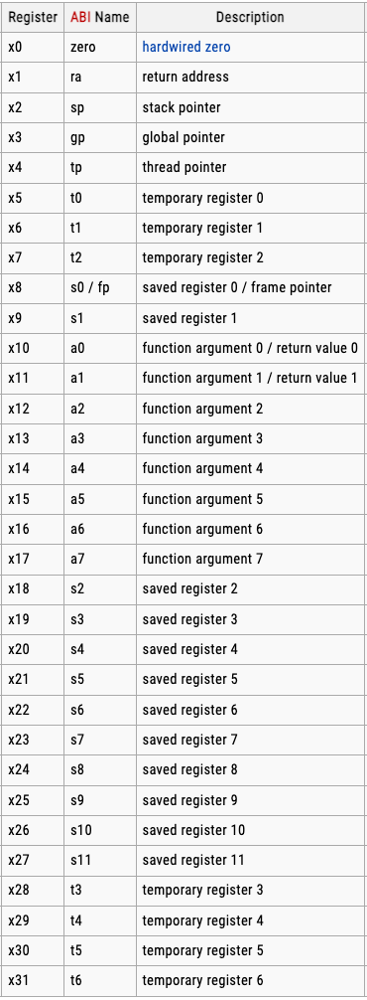 Register ABI Name Description
x0 zero hardwired zero
x1 ra return address
x2 sp stack pointer
x3 gp global pointer
x4 tp thread pointer
x5 t0 temporary register 0
x6 t1 temporary register 1
x7 t2 temporary register 2
x8 s0 / fp saved register 0 / frame pointer
x9 s1 saved register 1
x10 a0 function argument 0 / return value 0
x11 a1 function argument 1 / return value 1
x12 a2 function argument 2
x13 a3 function argument 3
x14 a4 function argument 4
x15 a5 function argument 5
x16 a6 function argument 6
x17 a7 function argument 7
x18 s2 saved register 2
x19 s3 saved register 3
x20 s4 saved register 4
x21 s5 saved register 5
x22 s6 saved register 6
x23 s7 saved register 7
x24 s8 saved register 8
x25 s9 saved register 9
x26 s10 saved register 10
x27 s11 saved register 11
x28 t3 temporary register 3
x29 t4 temporary register 4
x30 t5 temporary register 5
x31 t6 temporary register 6